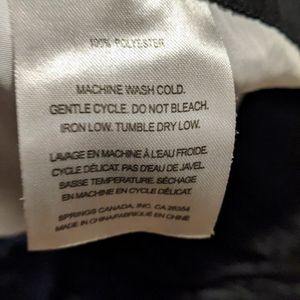 100% POLYESTER
MACHINE WASH COLD.
GENTLE CYCLE. DO NOT BLEACH.
IRON LOW. TUMBLE DRY LOW.
LAVAGE EN MACHINE À L'EAU FROIDE.
CYCLE DÉLICAT. PAS D'EAU DE JAVEL.
BASSE TEMPERATURE. SÉCHAGE
EN MACHINE EN CYCLE DÉLICAT.
SPRINGS CANADA, INC. CA 28354
MADE IN CHINA/FABRIQUÉ EN CHINE